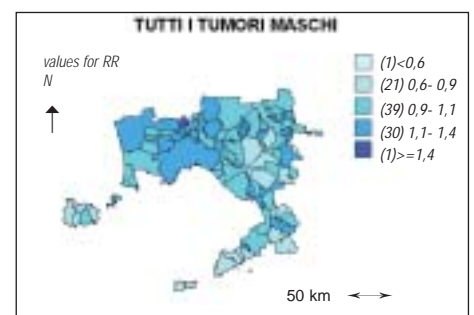 TUTTI I TUMORI MASCHI
values for RR
N
(1)<0,6
(21) 0,6- 0,9
(39) 0,9- 1,1
(30) 1,1- 1,4
(1)>=1,4
50 km